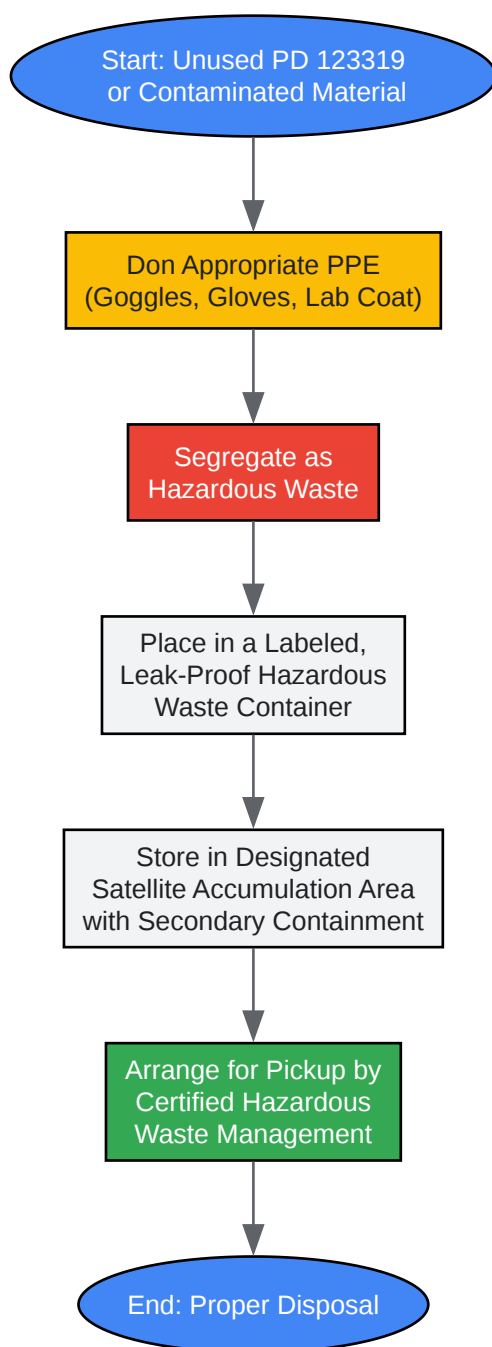 Start: Unused PD 123319
or Contaminated Material
Don Appropriate PPE
(Goggles, Gloves, Lab Coat)
Segregate as
Hazardous Waste
Place in a Labeled,
Leak-Proof Hazardous
Waste Container
Store in Designated
Satellite Accumulation Area
with Secondary Containment
Arrange for Pickup by
Certified Hazardous
Waste Management
End: Proper Disposal